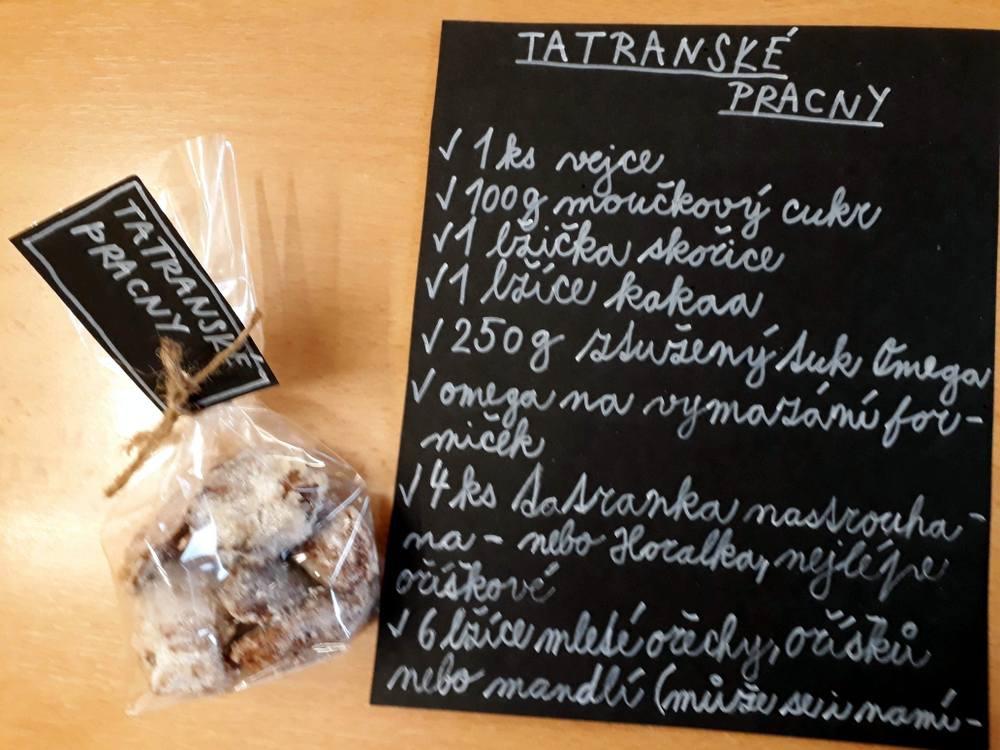 TATRANSKÉ
PRACNY
TATRANSKÉ
PRACNY
✓ 1 ks vejce
✓ 100g moučkový cukr
✓ 1 lžička skořice
✓ 1 lžíce kakaa
✓ 250g ztužený tuk Omega
✓ omega na vymazání for-
miček
✓ 4 ks tatranka nastrouha-
na - nebo Horalka, nejlépe
oříškové
✓ 6 lžíce mleté ořechy, oříšků
nebo mandlí (může se i namí-